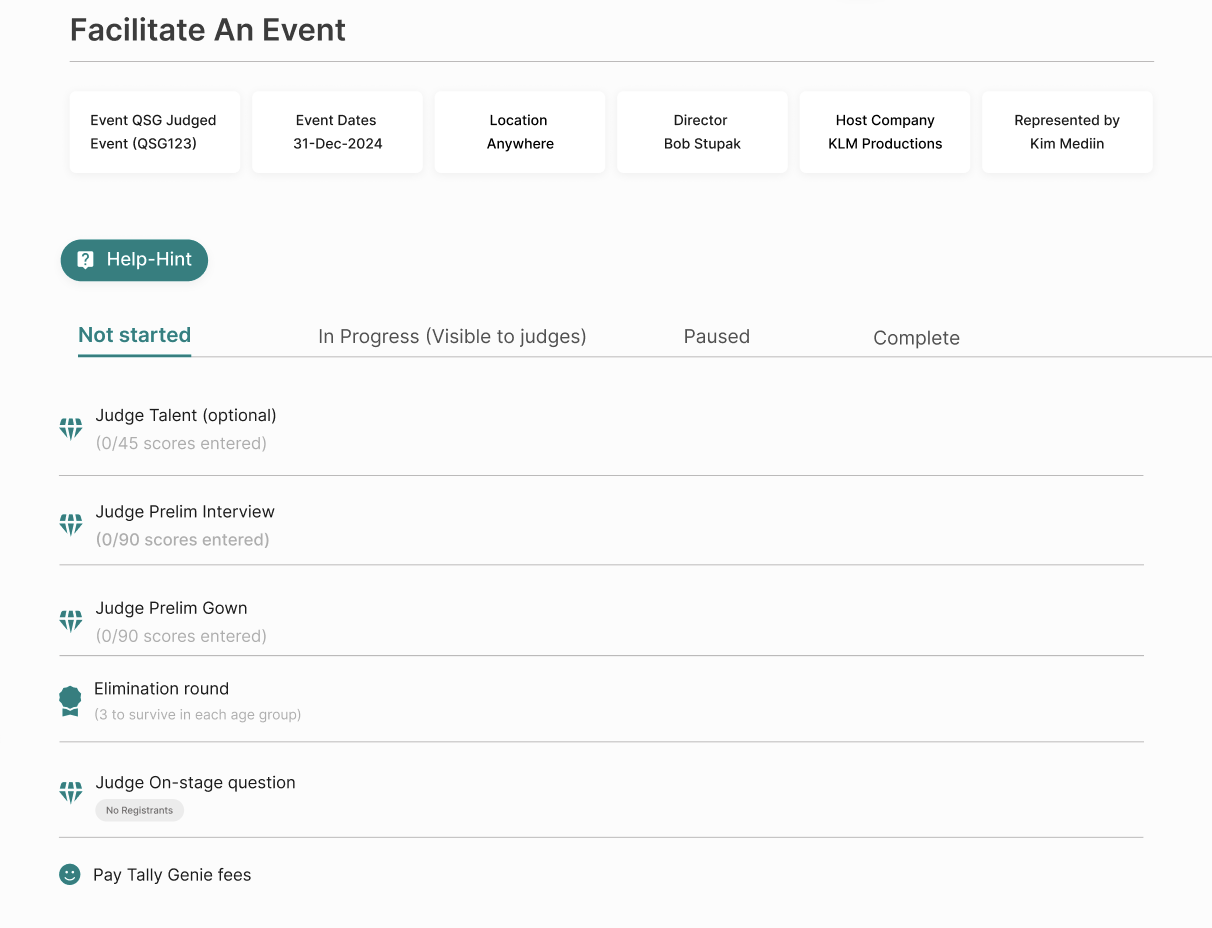 Facilitate An Event
Event QSG Judged
Event (QSG123)
Event Dates
31-Dec-2024
Location
Anywhere
Director
Bob Stupak
Host Company
KLM Productions
Represented by
Kim Mediin
? Help-Hint
Not started
In Progress (Visible to judges)
Paused
Complete
Judge Talent (optional)
(0/45 scores entered)
Judge Prelim Interview
(0/90 scores entered)
Judge Prelim Gown
(0/90 scores entered)
Elimination round
(3 to survive in each age group)
Judge On-stage question
No Registrants
Pay Tally Genie fees